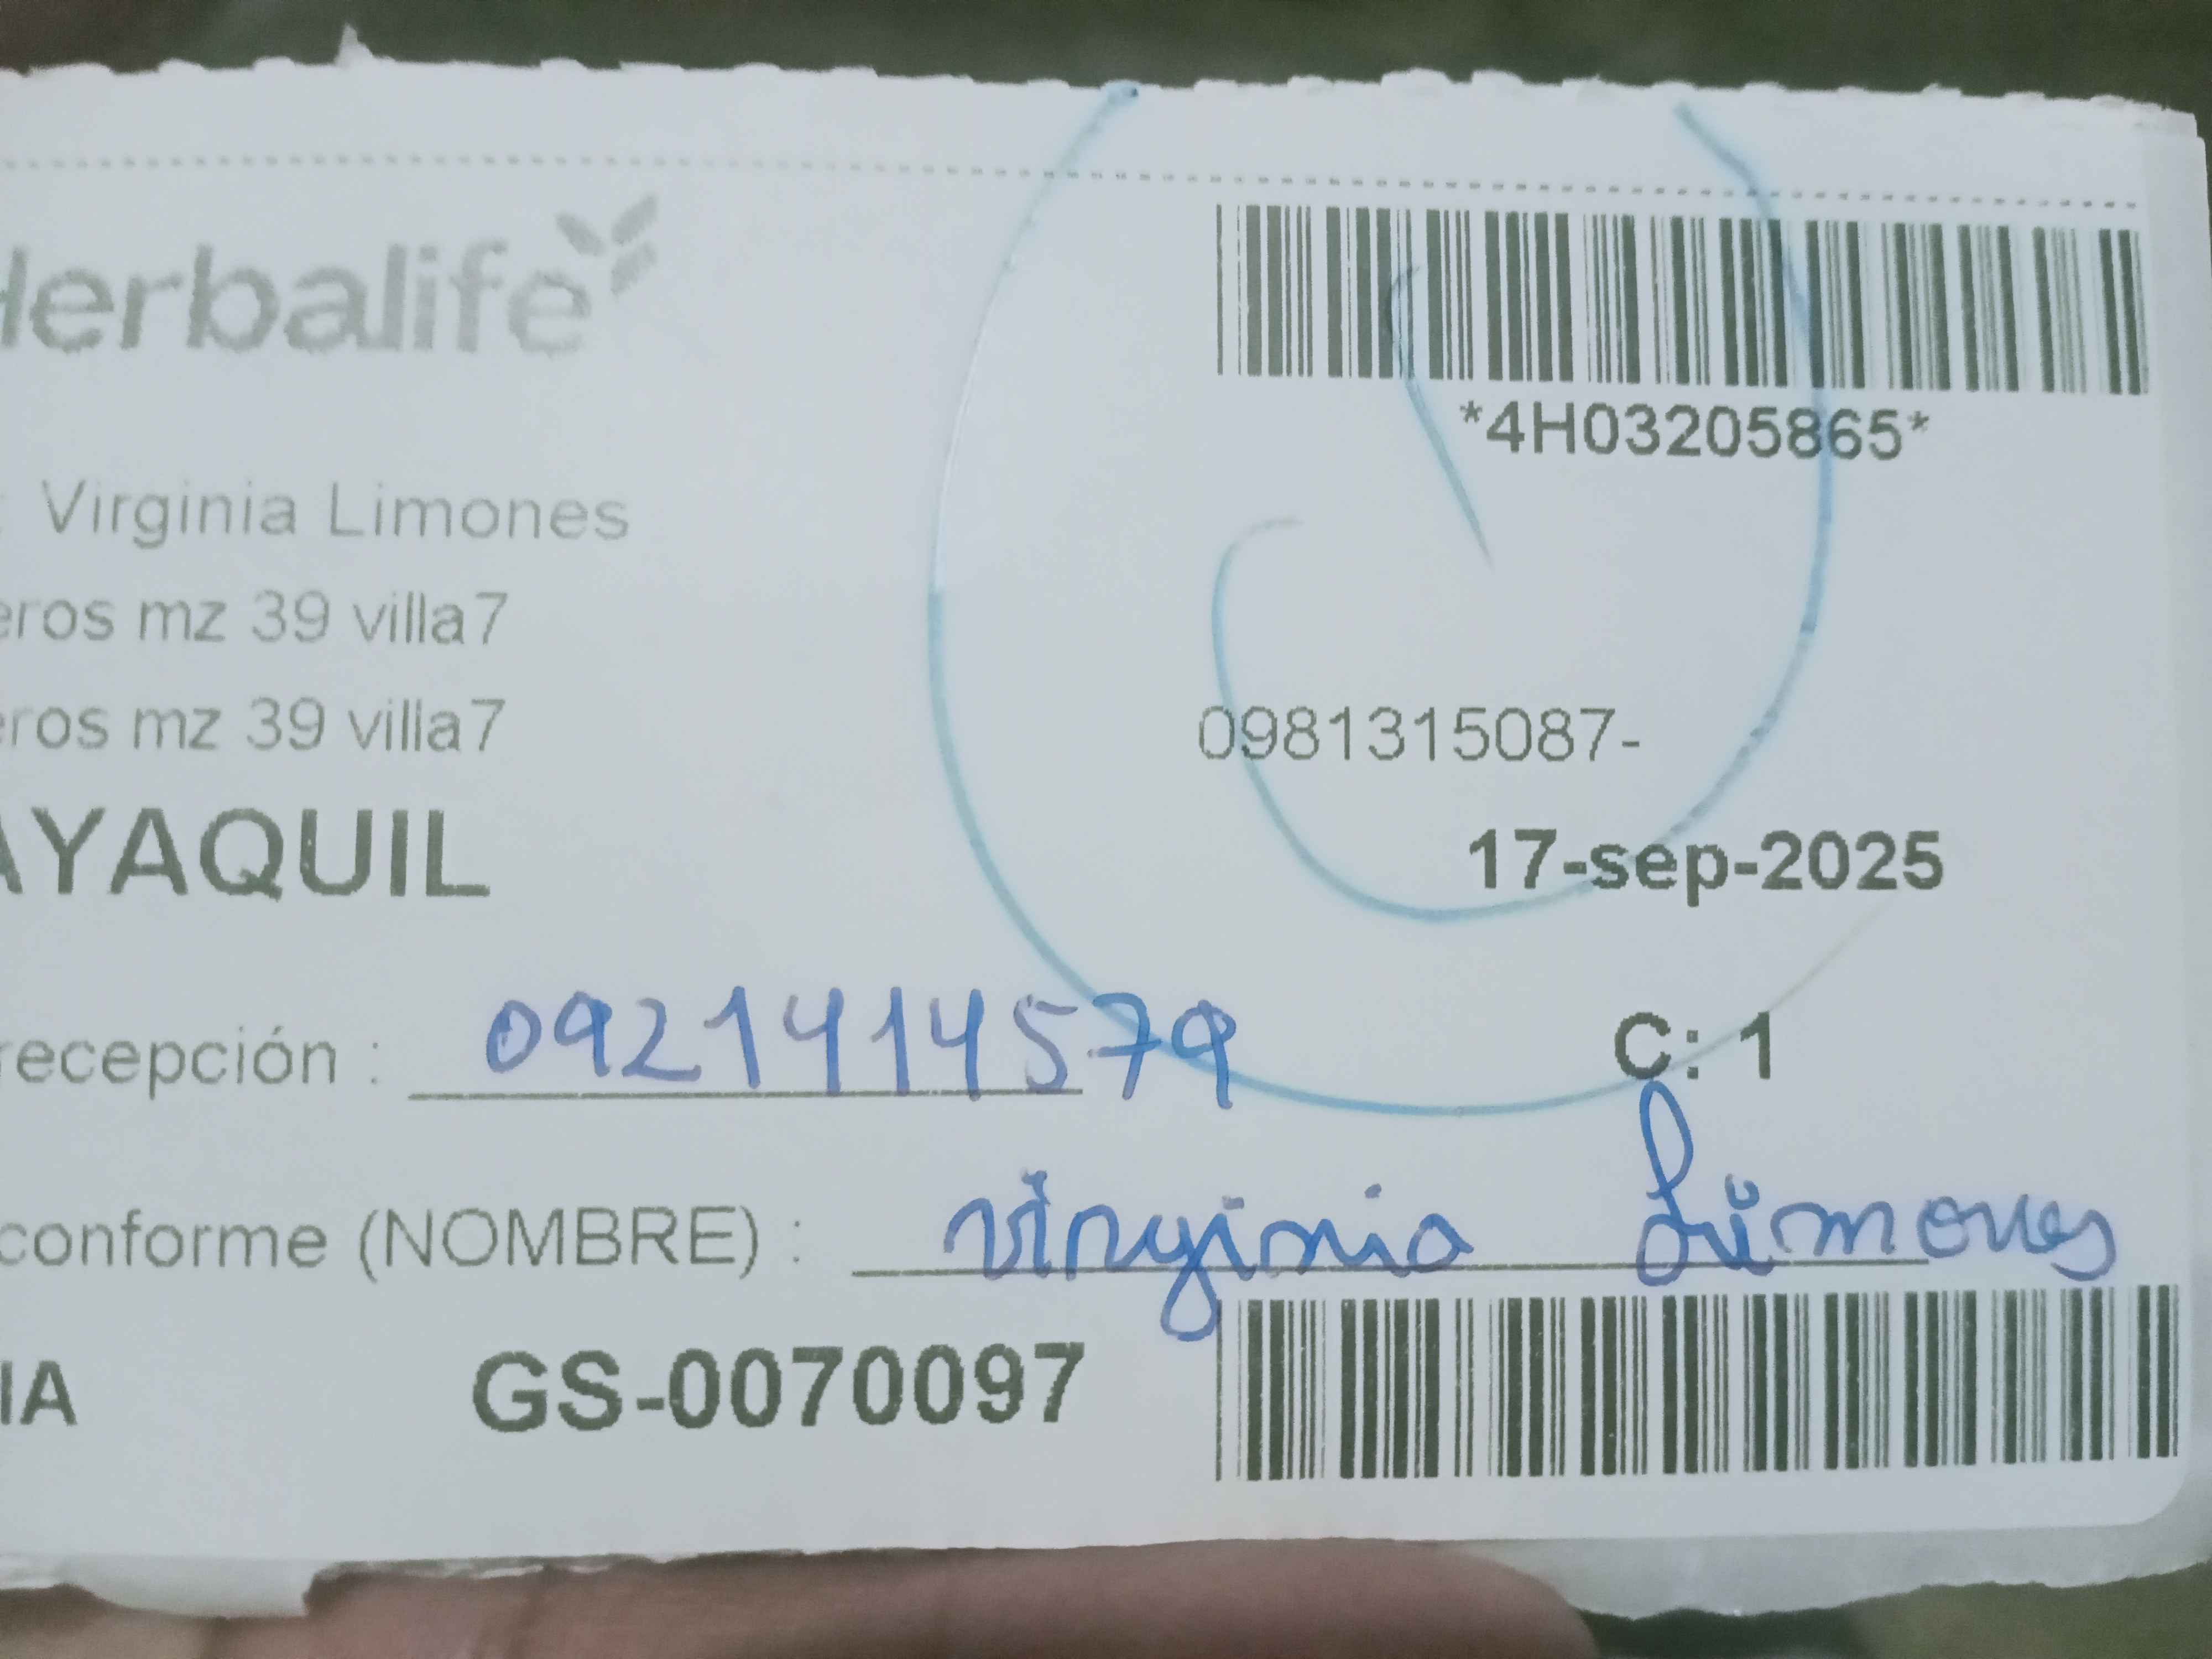 Herbalife
*4H03205865*
: Virginia Limones
eros mz 39 villa7
eros mz 39 villa7
0981315087-
AYAQUIL
17-sep-2025
recepción : 0921414579
C: 1
conforme (NOMBRE) : Virginia Limones
IA
GS-0070097